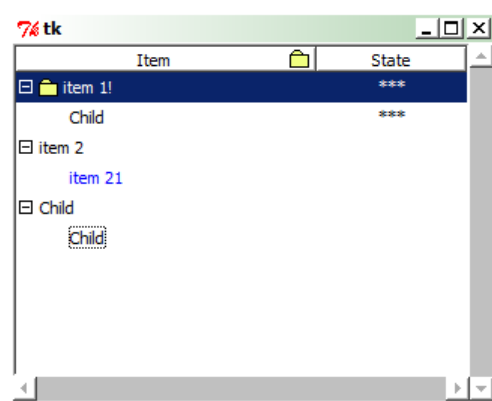 tk
Item State
item 1! ***
Child ***
item 2
item 21
Child
Child